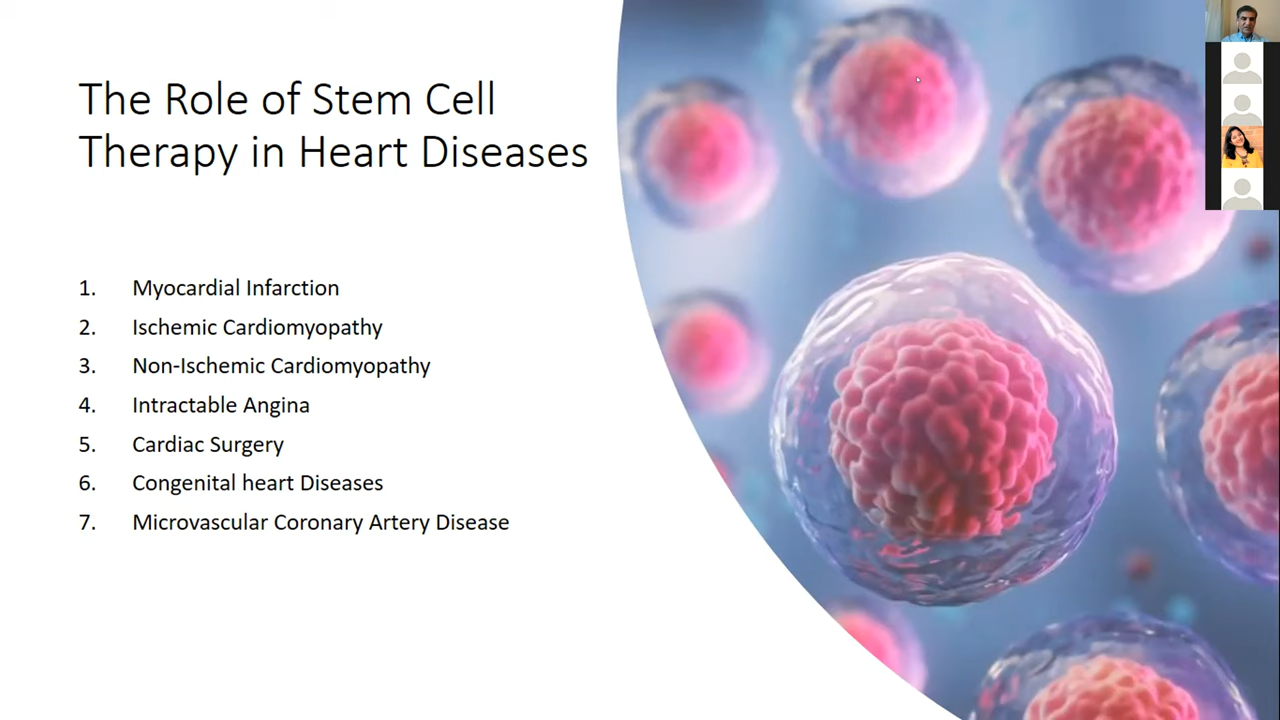 The Role of Stem Cell
Therapy in Heart Diseases
1. Myocardial Infarction
2. Ischemic Cardiomyopathy
3. Non-Ischemic Cardiomyopathy
4. Intractable Angina
5. Cardiac Surgery
6. Congenital heart Diseases
7. Microvascular Coronary Artery Disease